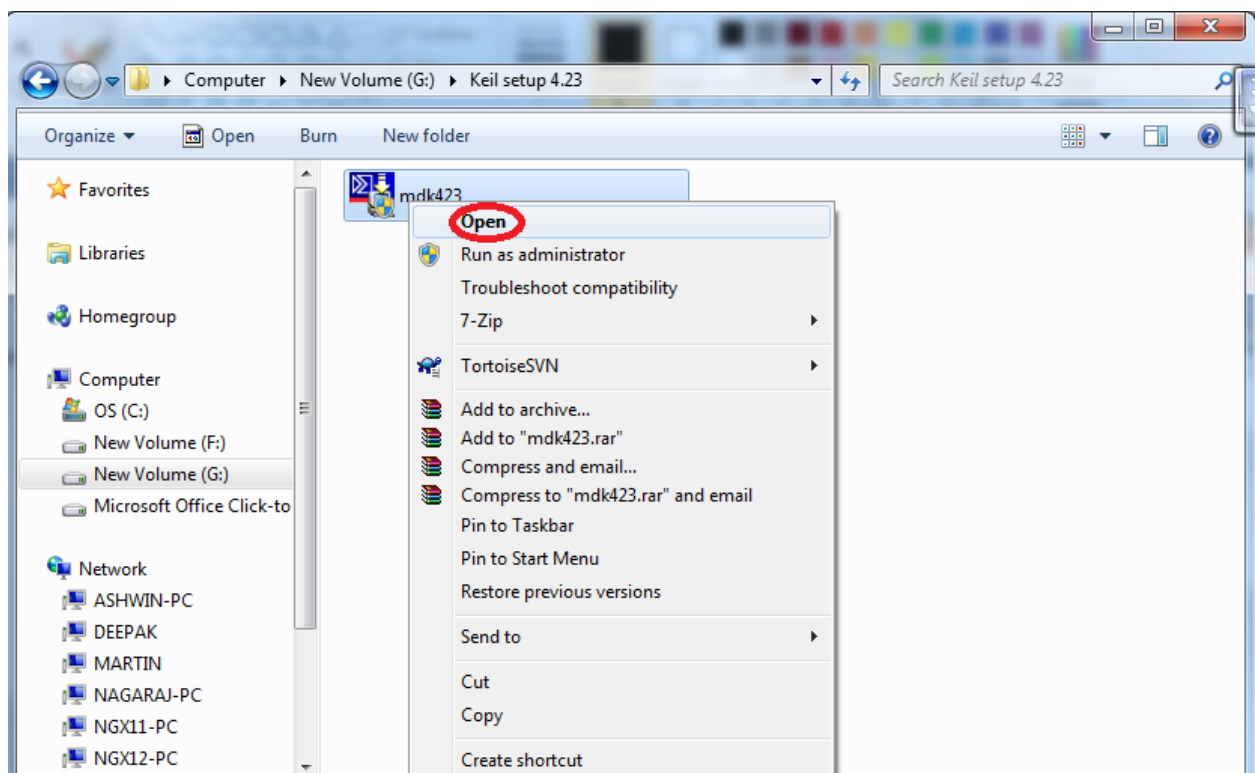 Computer New Volume (G:) Keil setup 4.23
Search Keil setup 4.23
Organize Open Burn New folder
Favorites
Libraries
Homegroup
Computer
OS (C:)
New Volume (F:)
New Volume (G:)
Microsoft Office Click-to
Network
ASHWIN-PC
DEEPAK
MARTIN
NAGARAJ-PC
NGX11-PC
NGX12-PC
mdk423
Open
Run as administrator
Troubleshoot compatibility
7-Zip
TortoiseSVN
Add to archive...
Add to "mdk423.rar"
Compress and email...
Compress to "mdk423.rar" and email
Pin to Taskbar
Pin to Start Menu
Restore previous versions
Send to
Cut
Copy
Create shortcut